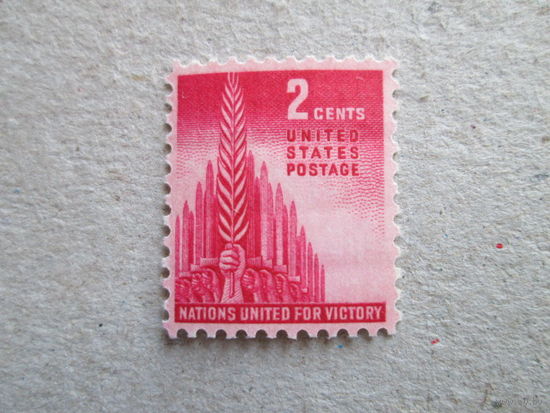 2 CENTS
UNITED
STATES
POSTAGE
NATIONS UNITED FOR VICTORY